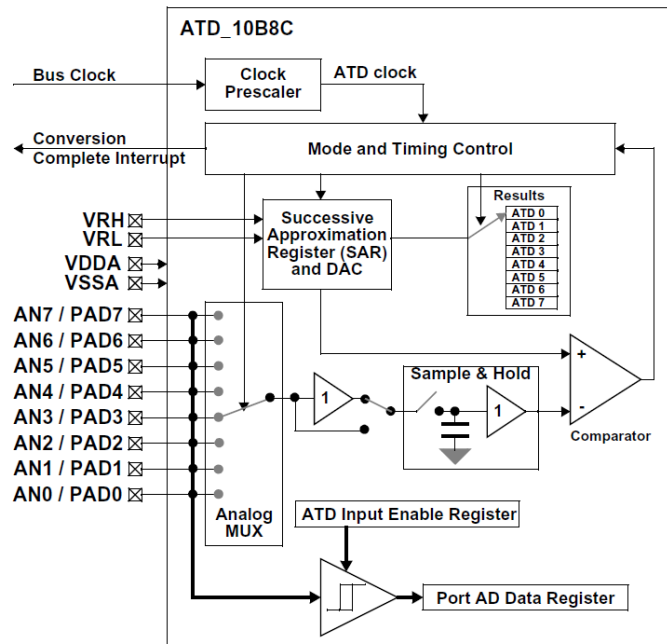 ATD_10B8C
Bus Clock
Clock
Prescaler
ATD clock
Conversion
Complete Interrupt
Mode and Timing Control
VRH
VRL
VDDA
VSSA
Successive
Approximation
Register (SAR)
and DAC
Results
ATD 0
ATD 1
ATD 2
ATD 3
ATD 4
ATD 5
ATD 6
ATD 7
AN7 / PAD7
AN6 / PAD6
AN5 / PAD5
AN4 / PAD4
AN3 / PAD3
AN2 / PAD2
AN1 / PAD1
AN0 / PAD0
Analog
MUX
1
Sample & Hold
1
+
-
Comparator
ATD Input Enable Register
Port AD Data Register